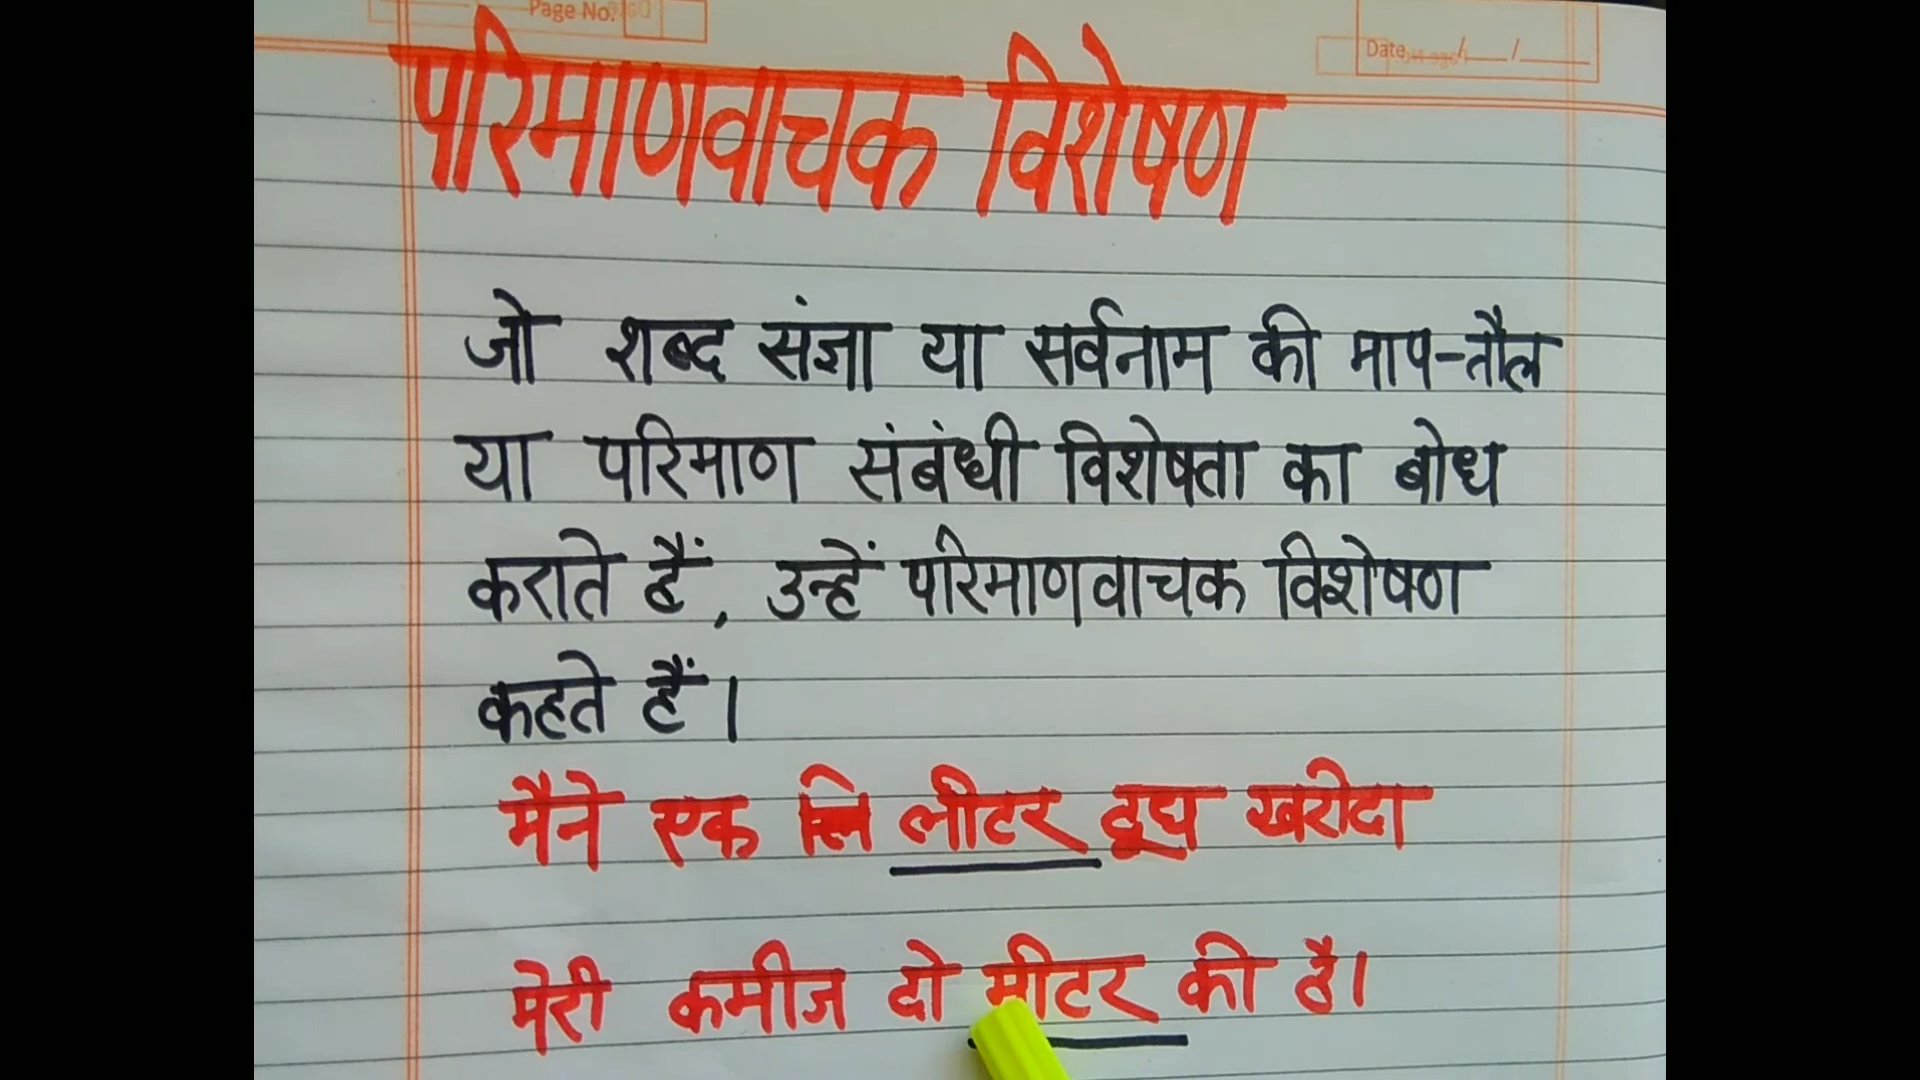 Page No.
Date / /
परिमाणवाचक विशेषण
जो शब्द संज्ञा या सर्वनाम की माप-तौल
या परिमाण संबंधी विशेषता का बोध
कराते हैं, उन्हें परिमाणवाचक विशेषण
कहते हैं।
मैने एक लीटर दूध खरीदा
मेरी कमीज दो मीटर की है।